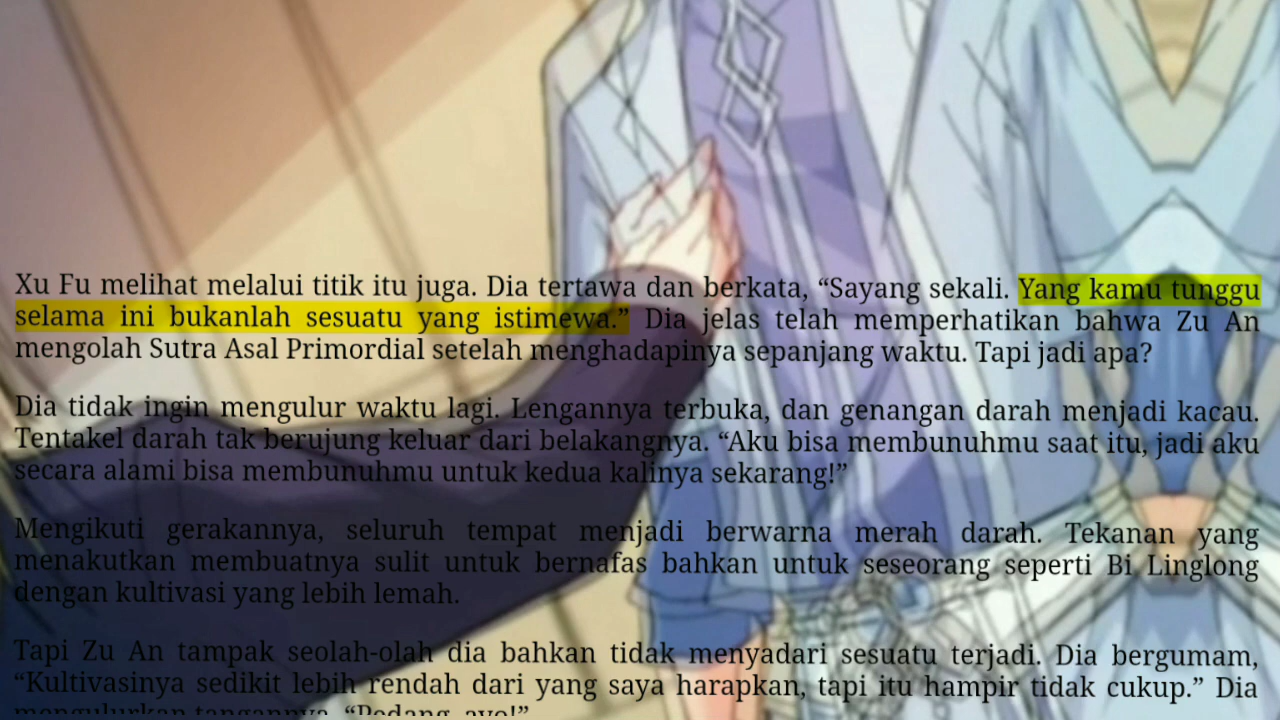 Xu Fu melihat melalui titik itu juga. Dia tertawa dan berkata, “Sayang sekali. Yang kamu tunggu
selama ini bukanlah sesuatu yang istimewa.” Dia jelas telah memperhatikan bahwa Zu An
mengolah Sutra Asal Primordial setelah menghadapinya sepanjang waktu. Tapi jadi apa?
Dia tidak ingin mengulur waktu lagi. Lengannya terbuka, dan genangan darah menjadi kacau.
Tentakel darah tak berujung keluar dari belakangnya. “Aku bisa membunuhmu saat itu, jadi aku
secara alami bisa membunuhmu untuk kedua kalinya sekarang!”
Mengikuti gerakannya, seluruh tempat menjadi berwarna merah darah. Tekanan yang
menakutkan membuatnya sulit untuk bernafas bahkan untuk seseorang seperti Bi Linglong
dengan kultivasi yang lebih lemah.
Tapi Zu An tampak seolah-olah dia bahkan tidak menyadari sesuatu terjadi. Dia bergumam,
“Kultivasinya sedikit lebih rendah dari yang saya harapkan, tapi itu hampir tidak cukup.” Dia
mengulurkan tangannya. “Pedang, ayo!”